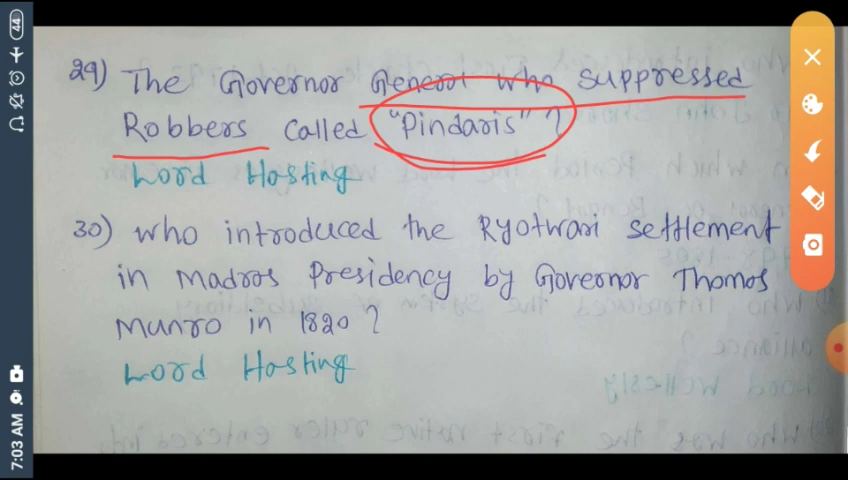 29) The Governor General who suppressed
Robbers called "Pindaris" ?
Lord Hosting
30) who introduced the Ryotwari settlement
in Madras Presidency by Governor Thomas
Munro in 1820 ?
Lord Hosting
7:03 AM
44